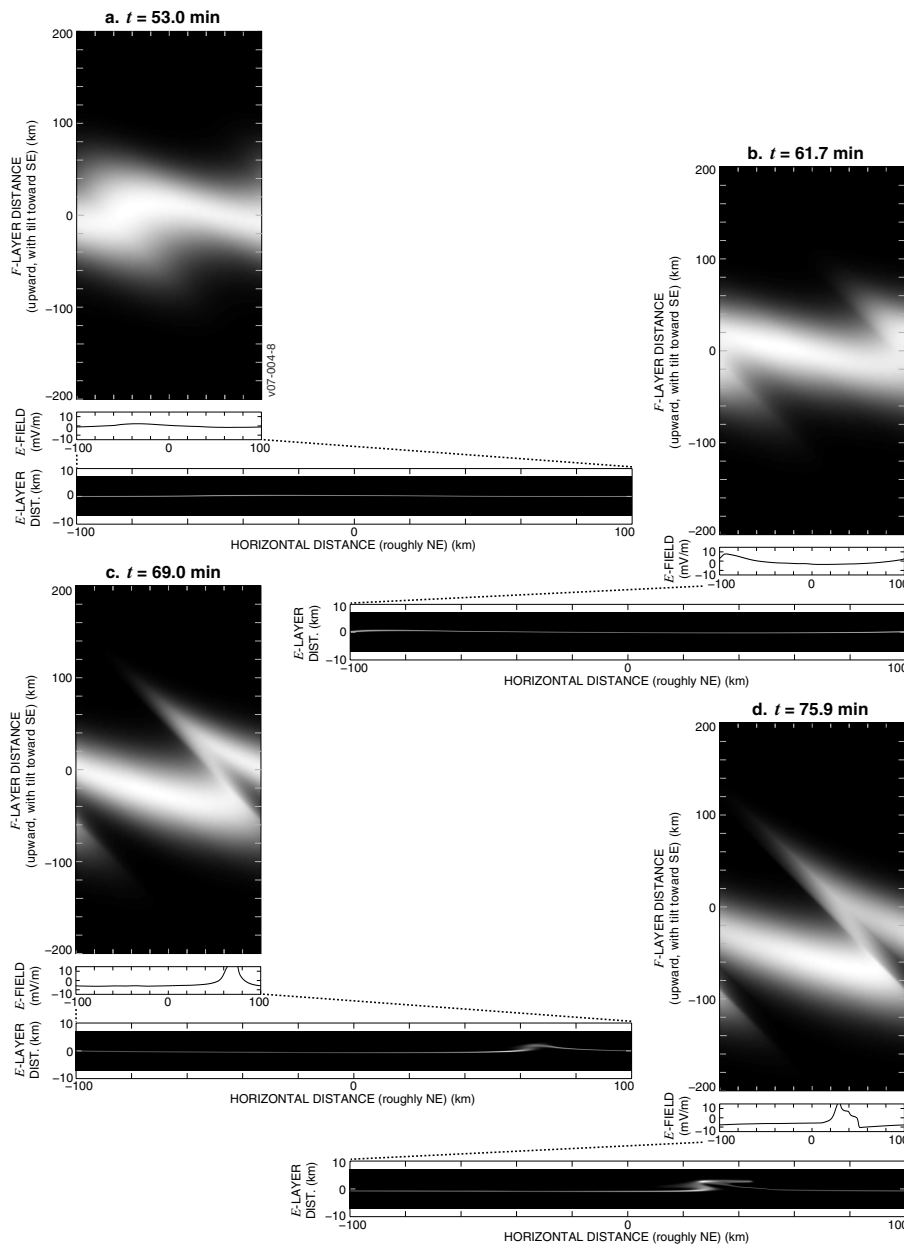 a. t = 53.0 min
200
100
0
−100
−200
F-LAYER DISTANCE
(upward, with tilt toward SE) (km)
v07-004-8
E-FIELD
(mV/m)
10
0
−10
−100
0
100
E-LAYER
DIST. (km)
10
0
−10
−100
0
100
HORIZONTAL DISTANCE (roughly NE) (km)
b. t = 61.7 min
200
100
0
−100
−200
F-LAYER DISTANCE
(upward, with tilt toward SE) (km)
E-FIELD
(mV/m)
10
0
−10
−100
0
100
E-LAYER
DIST. (km)
10
0
−10
−100
0
100
HORIZONTAL DISTANCE (roughly NE) (km)
c. t = 69.0 min
200
100
0
−100
−200
F-LAYER DISTANCE
(upward, with tilt toward SE) (km)
E-FIELD
(mV/m)
10
0
−10
−100
0
100
E-LAYER
DIST. (km)
10
0
−10
−100
0
100
HORIZONTAL DISTANCE (roughly NE) (km)
d. t = 75.9 min
200
100
0
−100
−200
F-LAYER DISTANCE
(upward, with tilt toward SE) (km)
E-FIELD
(mV/m)
10
0
−10
−100
0
100
E-LAYER
DIST. (km)
10
0
−10
−100
0
100
HORIZONTAL DISTANCE (roughly NE) (km)